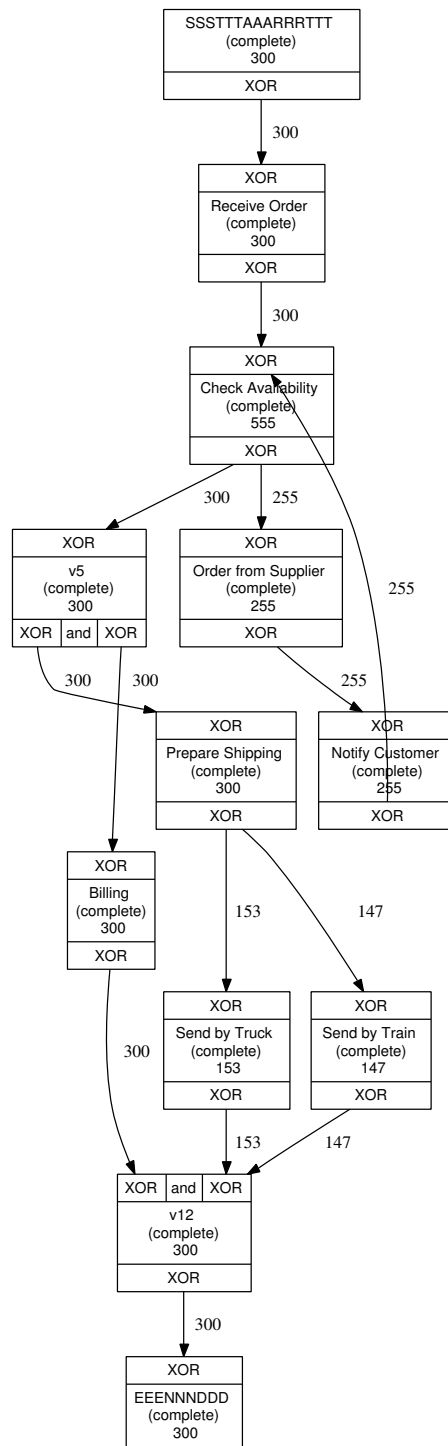 SSSTTTAAARRRTTT
(complete)
300
XOR
300
XOR
Receive Order
(complete)
300
XOR
300
XOR
Check Availability
(complete)
555
XOR
300
255
XOR
v5
(complete)
300
XOR and XOR
XOR
Order from Supplier
(complete)
255
XOR
255
300
300
255
XOR
Prepare Shipping
(complete)
300
XOR
XOR
Notify Customer
(complete)
255
XOR
XOR
Billing
(complete)
300
XOR
153
147
XOR
Send by Truck
(complete)
153
XOR
XOR
Send by Train
(complete)
147
XOR
300
153
147
XOR and XOR
v12
(complete)
300
XOR
300
XOR
EEENNNDDD
(complete)
300